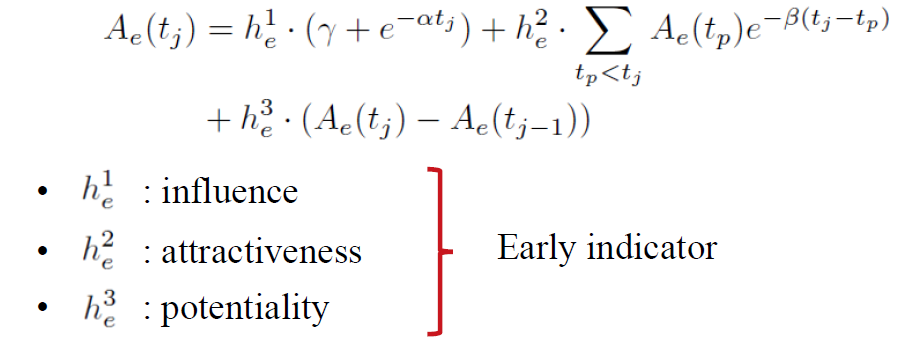 A_e(t_j) = h_e^1 · (γ + e^{-αt_j}) + h_e^2 · ∑_{t_p<t_j} A_e(t_p)e^{-β(t_j-t_p)}
+ h_e^3 · (A_e(t_j) − A_e(t_{j-1}))
• h_e^1 : influence
• h_e^2 : attractiveness
• h_e^3 : potentiality
Early indicator